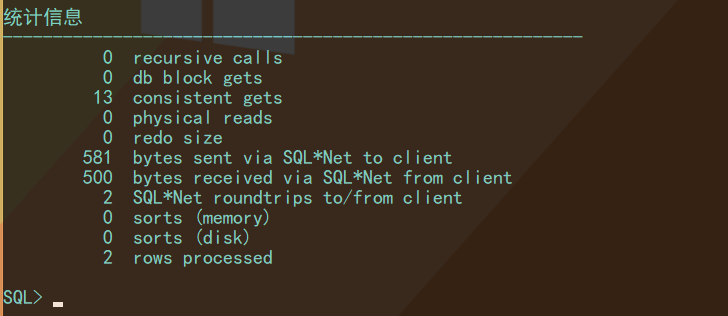 统计信息
----------------------------------------------------------
0 recursive calls
0 db block gets
13 consistent gets
0 physical reads
0 redo size
581 bytes sent via SQL*Net to client
500 bytes received via SQL*Net from client
2 SQL*Net roundtrips to/from client
0 sorts (memory)
0 sorts (disk)
2 rows processed
SQL> _